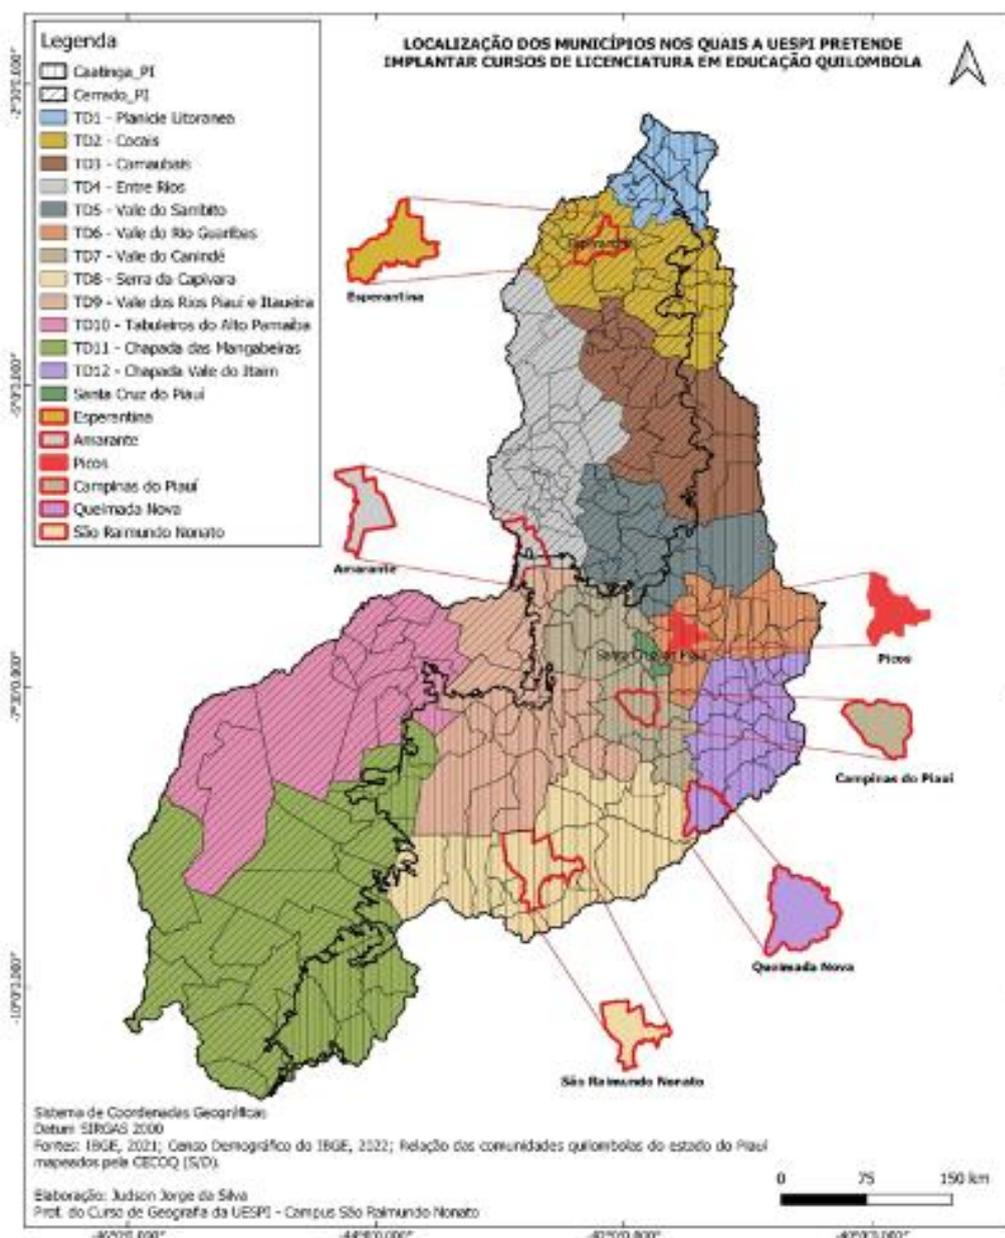 LOCALIZAÇÃO DOS MUNICÍPIOS NOS QUAIS A UESPI PRETENDE
IMPLANTAR CURSOS DE LICENCIATURA EM EDUCAÇÃO QUILOMBOLA
Legenda
Caatinga_PI
Cerrado_PI
TD1 - Planície Litoranea
TD2 - Cocais
TD3 - Carnaubais
TD4 - Entre Rios
TD5 - Vale do Sambito
TD6 - Vale do Rio Guaribas
TD7 - Vale do Canindé
TD8 - Serra da Capivara
TD9 - Vale dos Rios Piauí e Itaueira
TD10 - Tabuleiros do Alto Parnaiba
TD11 - Chapada das Mangabeiras
TD12 - Chapada Vale do Itaim
Santa Cruz do Piauí
Esperantina
Amarante
Picos
Campinas do Piauí
Queimada Nova
São Raimundo Nonato
Esperantina
Esperantina
Amarante
Santa Cruz do Piauí
Picos
Campinas do Piaui
Queimada Nova
São Raimundo Nonato
Sistema de Coordenadas Geográficas
Datum SIRGAS 2000
Fontes: IBGE, 2021; Censo Demográfico do IBGE, 2022; Relação das comunidades quilombolas do estado do Piauí
mapeados pela CECOQ (S/D).
Elaboração: Judson Jorge da Silva
Prof. do Curso de Geografia da UESPI - Campus São Raimundo Nonato
0 75 150 km